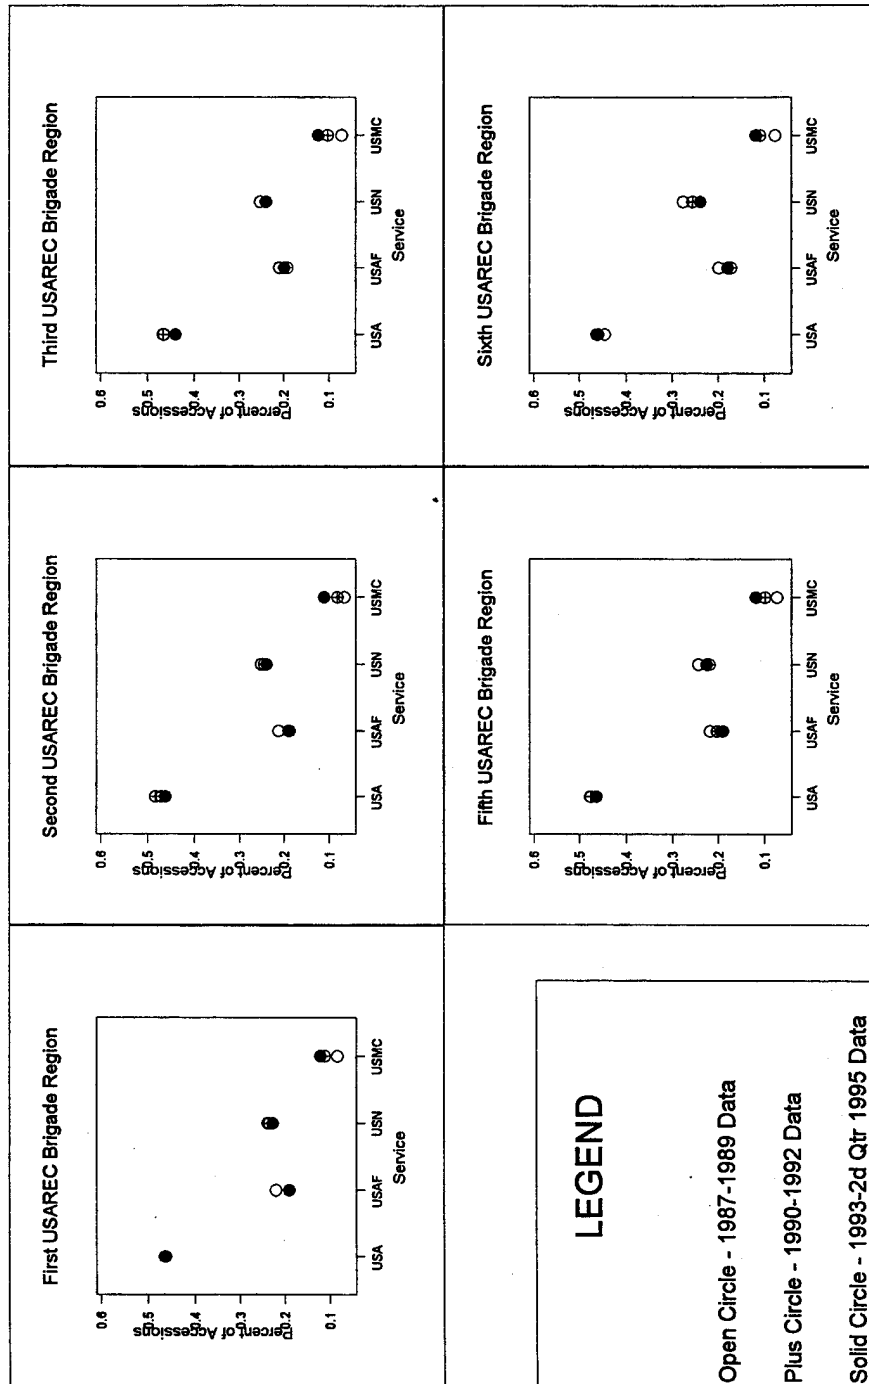 First USAREC Brigade Region
0.6
0.5
0.4
0.3
0.2
0.1
Percent of Accessions
USA
USAF
USN
USMC
Service
Second USAREC Brigade Region
0.6
0.5
0.4
0.3
0.2
0.1
Percent of Accessions
USA
USAF
USN
USMC
Service
Third USAREC Brigade Region
0.6
0.5
0.4
0.3
0.2
0.1
Percent of Accessions
USA
USAF
USN
USMC
Service
LEGEND
Open Circle - 1987-1989 Data
Plus Circle - 1990-1992 Data
Solid Circle - 1993-2d Qtr 1995 Data
Fifth USAREC Brigade Region
0.6
0.5
0.4
0.3
0.2
0.1
Percent of Accessions
USA
USAF
USN
USMC
Service
Sixth USAREC Brigade Region
0.6
0.5
0.4
0.3
0.2
0.1
Percent of Accessions
USA
USAF
USN
USMC
Service